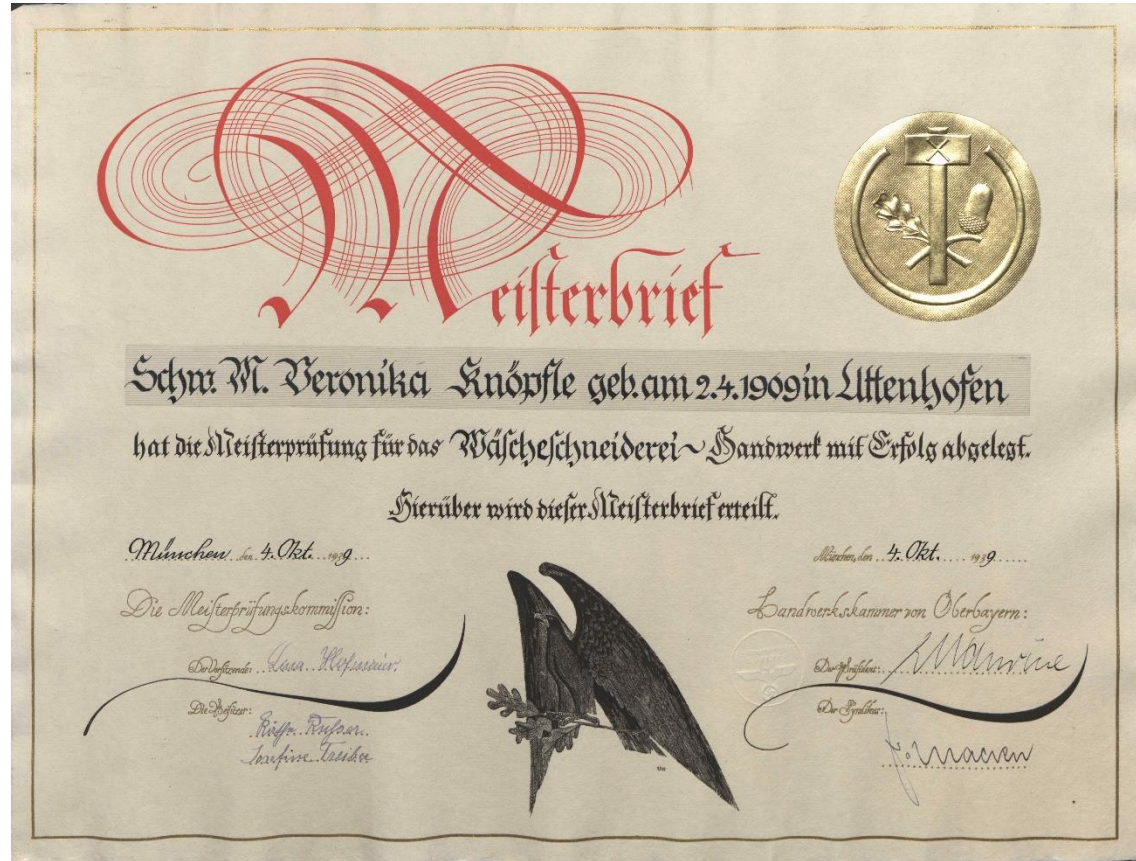 Meisterbrief
Schw. M. Veronika Knöpfle geb. am 2.4.1909 in Uttenhofen
hat die Meisterprüfung für das Wäscheschneiderei-Handwerk mit Erfolg abgelegt.
Hierüber wird dieser Meisterbrief erteilt.
München, den 4. Okt. 1939
München, den 4. Okt. 1939
Die Meisterprüfungskommission:
Handwerkskammer von Oberbayern:
Der Vorsitzende:
Der Präsident:
Die Beisitzer:
Der Syndikus: